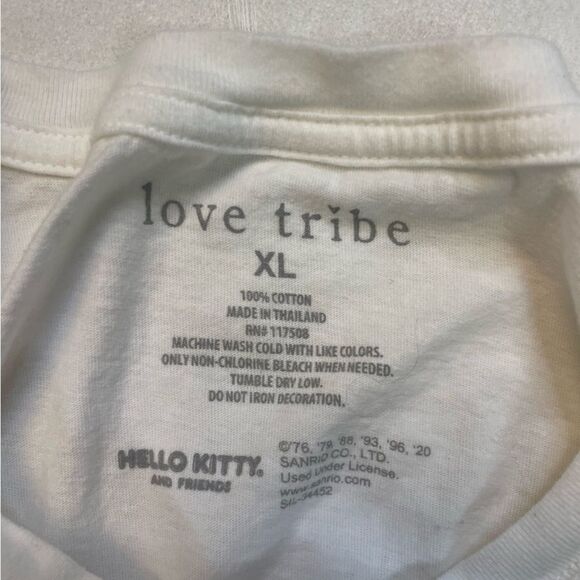 love tribe
XL
100% COTTON
MADE IN THAILAND
RN# 117508
MACHINE WASH COLD WITH LIKE COLORS.
ONLY NON-CHLORINE BLEACH WHEN NEEDED.
TUMBLE DRY LOW.
DO NOT IRON DECORATION.
HELLO KITTY®
AND FRIENDS
©'76, '79, '88, '93, '96, '20
SANRIO CO., LTD.
Used Under License.
www.sanrio.com